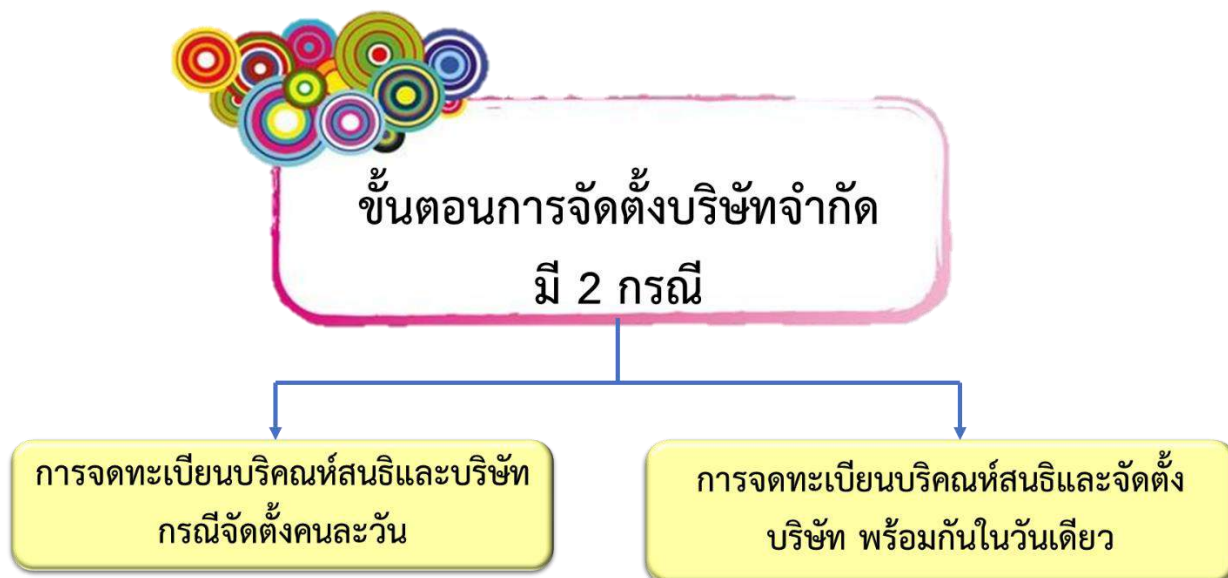 ขั้นตอนการจัดตั้งบริษัทจำกัด
มี 2 กรณี
การจดทะเบียนบริคณห์สนธิและบริษัท
กรณีจัดตั้งคนละวัน
การจดทะเบียนบริคณห์สนธิและจัดตั้ง
บริษัท พร้อมกันในวันเดียว